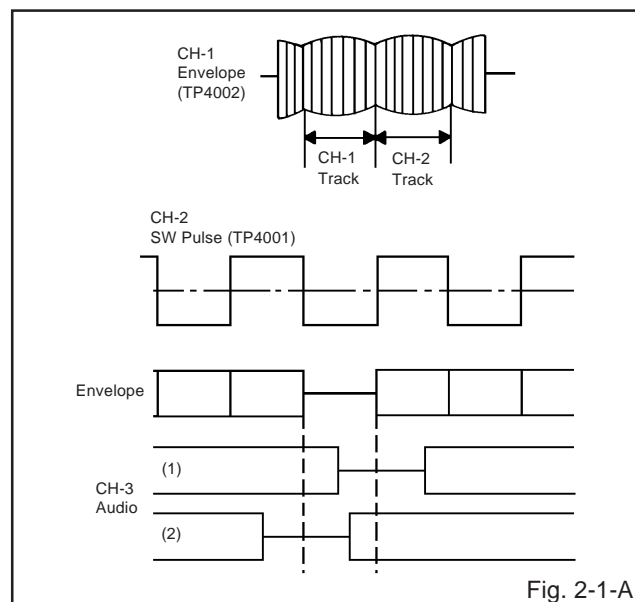 CH-1
Envelope
(TP4002)
CH-1
Track
CH-2
Track
CH-2
SW Pulse (TP4001)
Envelope
(1)
CH-3
Audio
(2)
Fig. 2-1-A